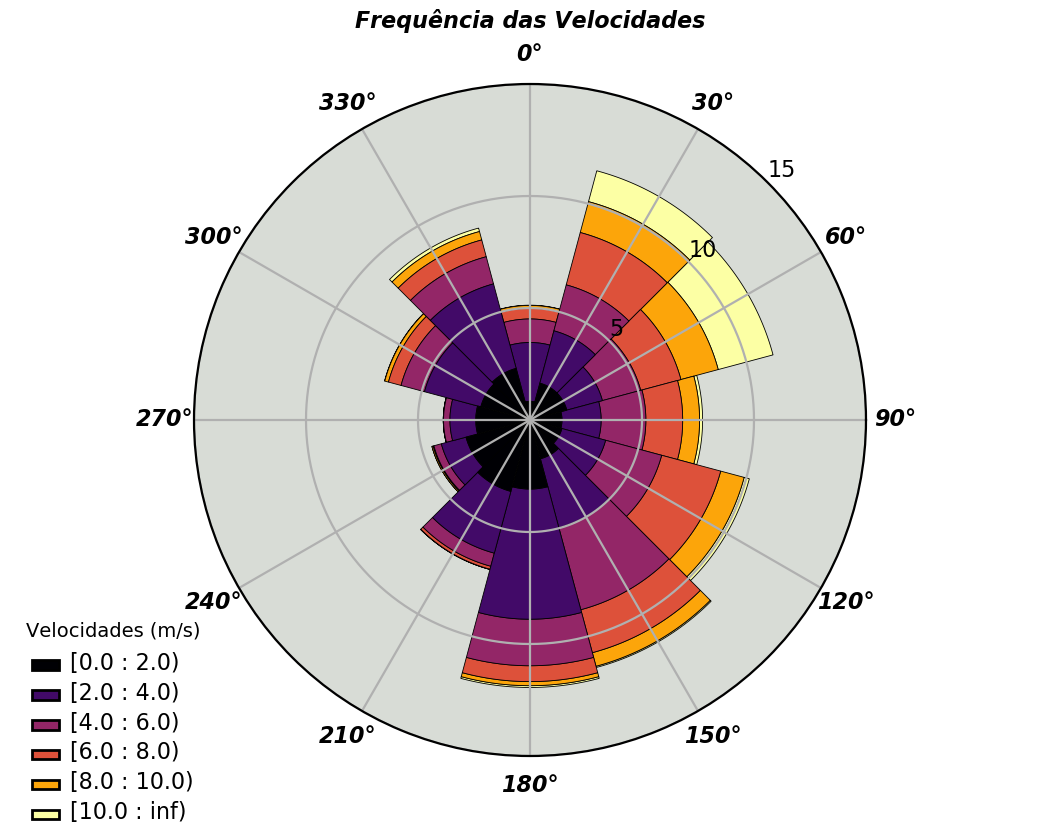 Frequência das Velocidades
0°
330°
30°
15
300°
60°
10
5
270°
90°
240°
120°
210°
150°
180°
Velocidades (m/s)
[0.0 : 2.0)
[2.0 : 4.0)
[4.0 : 6.0)
[6.0 : 8.0)
[8.0 : 10.0)
[10.0 : inf)